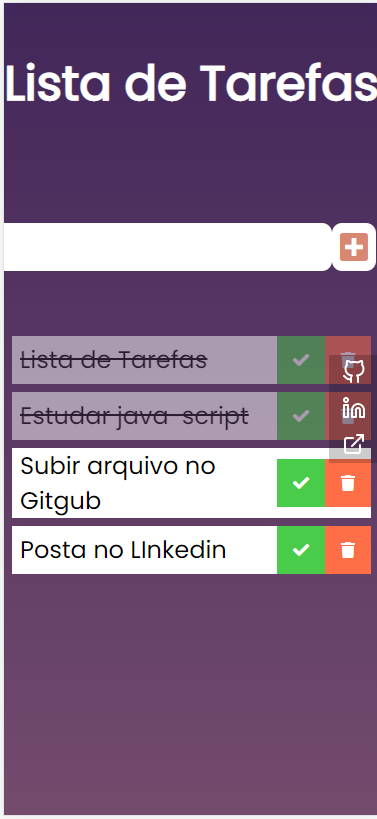 Lista de Tarefas
Lista de Tarefas
Estudar java script
Subir arquivo no
Gitgub
Posta no LInkedin